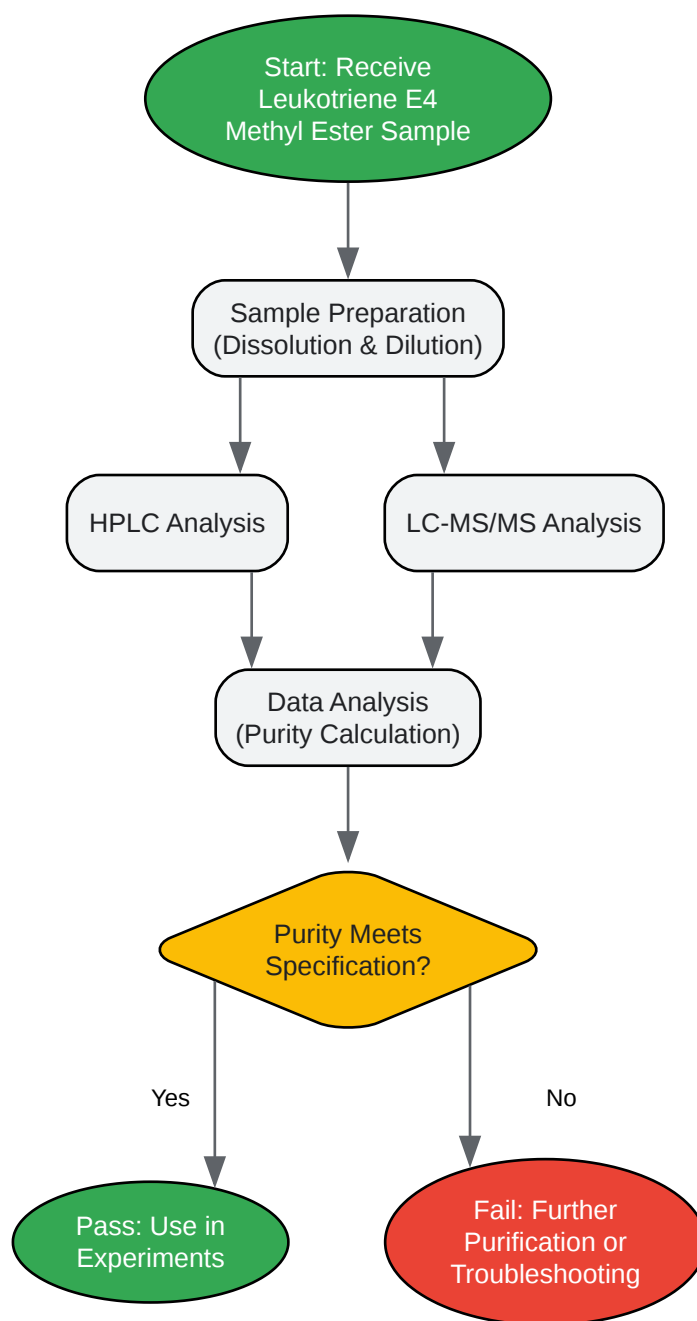 Start: Receive
Leukotriene E4
Methyl Ester Sample
Sample Preparation
(Dissolution & Dilution)
HPLC Analysis
LC-MS/MS Analysis
Data Analysis
(Purity Calculation)
Purity Meets
Specification?
Yes
No
Pass: Use in
Experiments
Fail: Further
Purification or
Troubleshooting